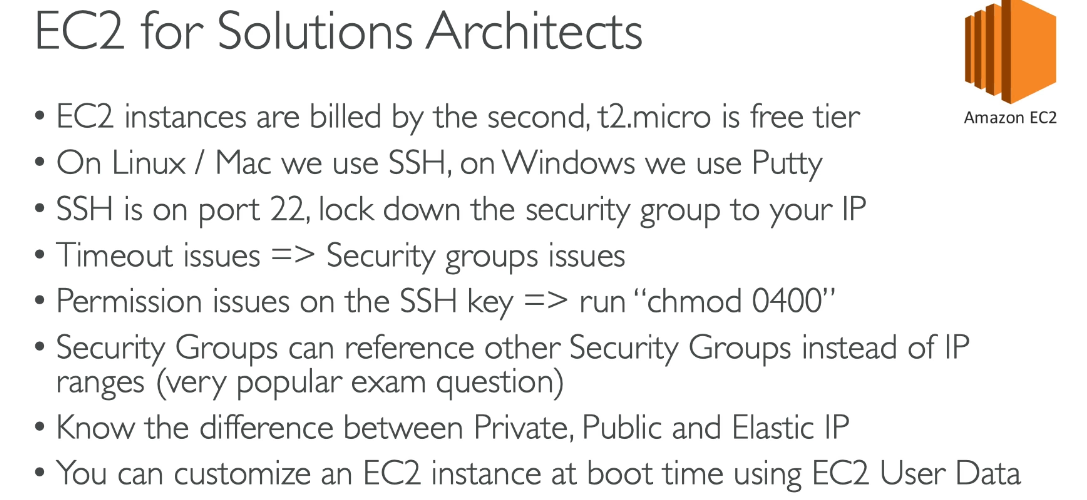 EC2 for Solutions Architects
Amazon EC2
• EC2 instances are billed by the second, t2.micro is free tier
• On Linux / Mac we use SSH, on Windows we use Putty
• SSH is on port 22, lock down the security group to your IP
• Timeout issues => Security groups issues
• Permission issues on the SSH key => run “chmod 0400”
• Security Groups can reference other Security Groups instead of IP
ranges (very popular exam question)
• Know the difference between Private, Public and Elastic IP
• You can customize an EC2 instance at boot time using EC2 User Data